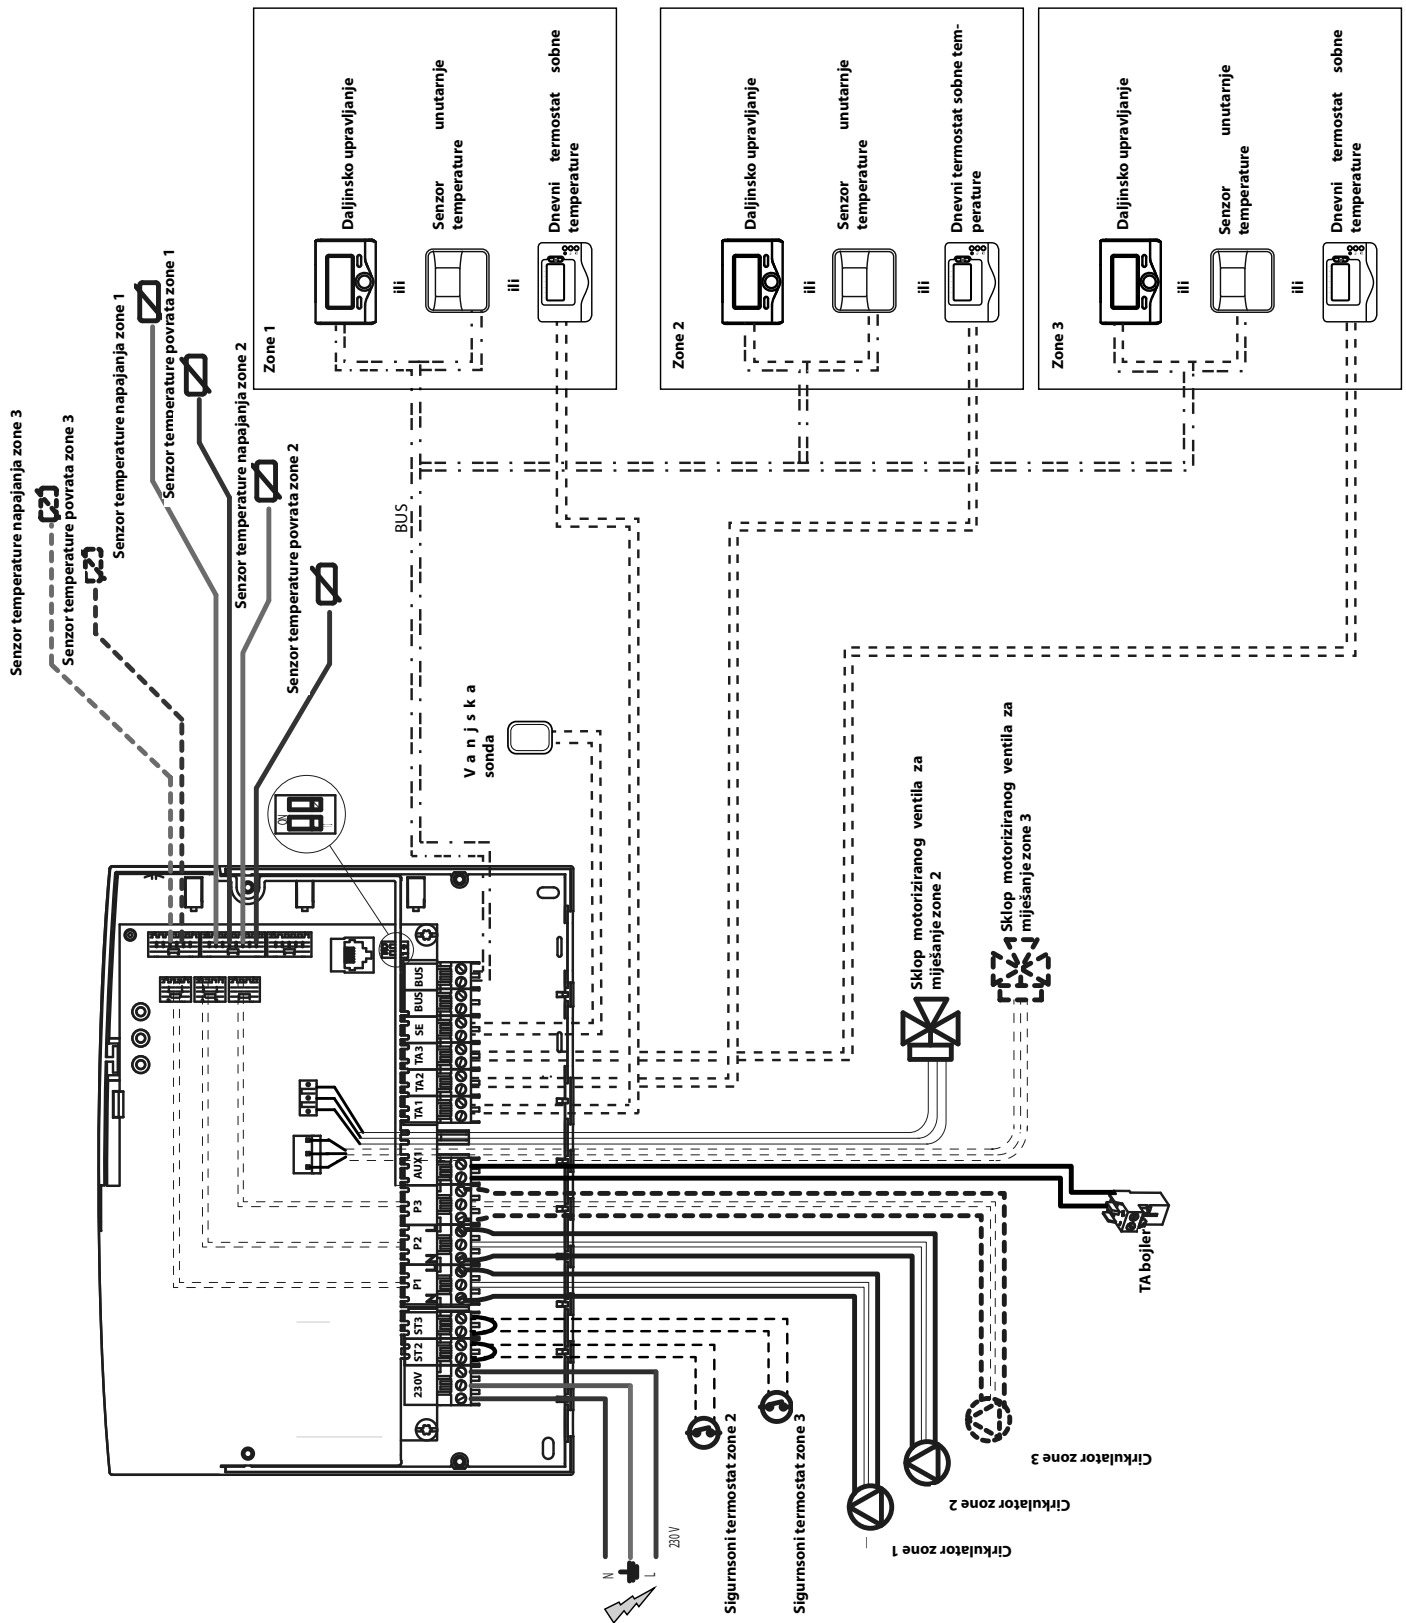 Senzor temperature napajanja zone 3
Senzor temperature povrata zone 3
Senzor temperature napajanja zone 1
Senzor temperature povrata zone 1
Senzor temperature napajanja zone 2
Senzor temperature povrata zone 2
Zone 1
Daljinsko upravljanje
ili
Senzor unutarnje
temperature
ili
Dnevni termostat sobne
temperature
Zone 2
Daljinsko upravljanje
ili
Senzor unutarnje
temperature
ili
Dnevni termostat sobne tem-
perature
Zone 3
Daljinsko upravljanje
ili
Senzor unutarnje
temperature
ili
Dnevni termostat sobne
temperature
BUS
Vanjska
sonda
ON
230V
ST2
ST3
P1
P2
P3
AUX1
TA1
TA2
TA3
SE
BUS
BUS
N
L
N
L
Sklop motoriziranog ventila za
miješanje zone 2
Sklop motoriziranog ventila za
miješanje zone 3
TA bojler
Cirkulator zone 3
Cirkulator zone 2
Cirkulator zone 1
Sigurnsoni termostat zone 2
Sigurnsoni termostat zone 3
N
L
230 V